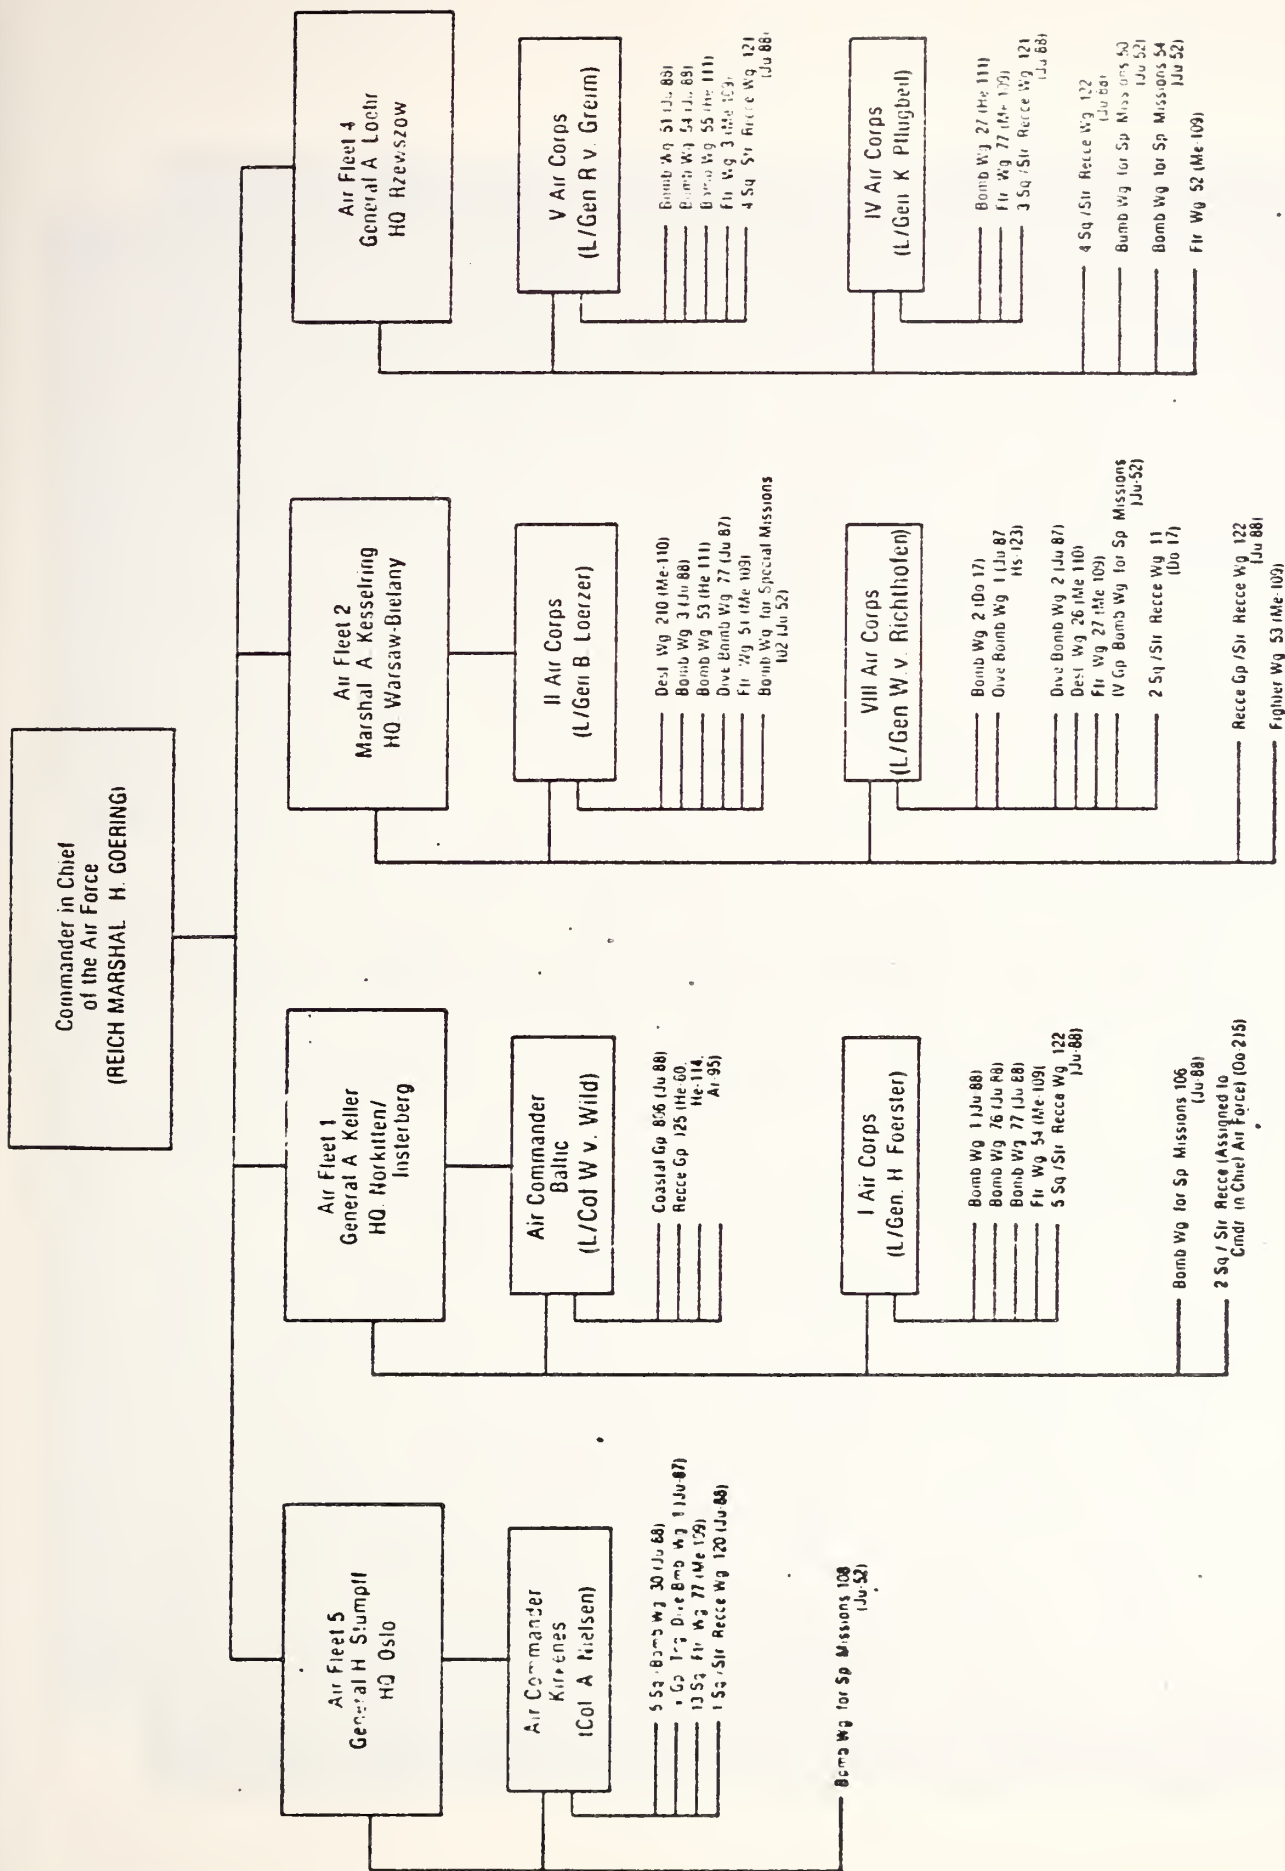 Commander in Chief
of the Air Force
(REICH MARSHAL H. GOERING)
Air Fleet 5
General H Stumpff
HQ Oslo
Air Commander
Kirkenes
(Col A Nielsen)
5 Sq Bomb Wg 30 (Ju 88)
Gp Trg Dive Bmb Wg 1 (Ju-87)
13 Sq Ftr Wg 77 (Me 109)
1 Sq /Str Recce Wg 120 (Ju-88)
Bomb Wg for Sp Missions 108
(Ju-52)
Air Fleet 1
General A Keller
HQ. Norkitten/
Insterberg
Air Commander
Baltic
(L/Col W v. Wild)
Coastal Gp 806 (Ju 88)
Recce Gp 125 (He-60,
He-114,
Ar-95)
I Air Corps
(L/Gen. H Foerster)
Bomb Wg 1 (Ju-88)
Bomb Wg 76 (Ju 88)
Bomb Wg 77 (Ju 88)
Ftr Wg 54 (Me-109)
5 Sq /Str Recce Wg 122
(Ju-88)
Bomb Wg for Sp Missions 106
(Ju-88)
2 Sq / Str Recce (Assigned to
Cmdr in Chief Air Force) (Do-215)
Air Fleet 2
Marshal A. Kesselring
HQ. Warsaw-Bielany
II Air Corps
(L/Gen B. Loerzer)
Dest Wg 210 (Me-110)
Bomb Wg 3 (Ju 88)
Bomb Wg 53 (He 111)
Dive Bomb Wg 77 (Ju 87)
Ftr Wg 51 (Me 109)
Bomb Wg for Special Missions
102 (Ju 52)
VIII Air Corps
(L/Gen W.v. Richthofen)
Bomb Wg 2 (Do 17)
Dive Bomb Wg 1 (Ju 87
Hs-123)
Dive Bomb Wg 2 (Ju 87)
Dest Wg 26 (Me 110)
Ftr Wg 27 (Me 109)
IV Gp Bomb Wg for Sp Missions
(Ju-52)
2 Sq /Str Recce Wg 11
(Do 17)
Recce Gp /Str Recce Wg 122
(Ju 88)
Fighter Wg 53 (Me-109)
Air Fleet 4
General A Loehr
HQ Rzewszow
V Air Corps
(L/Gen R v. Greim)
Bomb Wg 51 (Ju 88)
Bomb Wg 54 (Ju 88)
Bomb Wg 55 (He 111)
Ftr Wg 3 (Me 109)
4 Sq Str Recce Wg 121
(Ju 88)
IV Air Corps
(L/Gen K Pflugbeil)
Bomb Wg 27 (He 111)
Ftr Wg 77 (Me 109)
3 Sq /Str Recce Wg 121
(Ju 88)
4 Sq /Str Recce Wg 122
(Ju 88)
Bomb Wg for Sp Missions 50
(Ju 52)
Bomb Wg for Sp Missions 54
(Ju 52)
Ftr Wg 52 (Me-109)